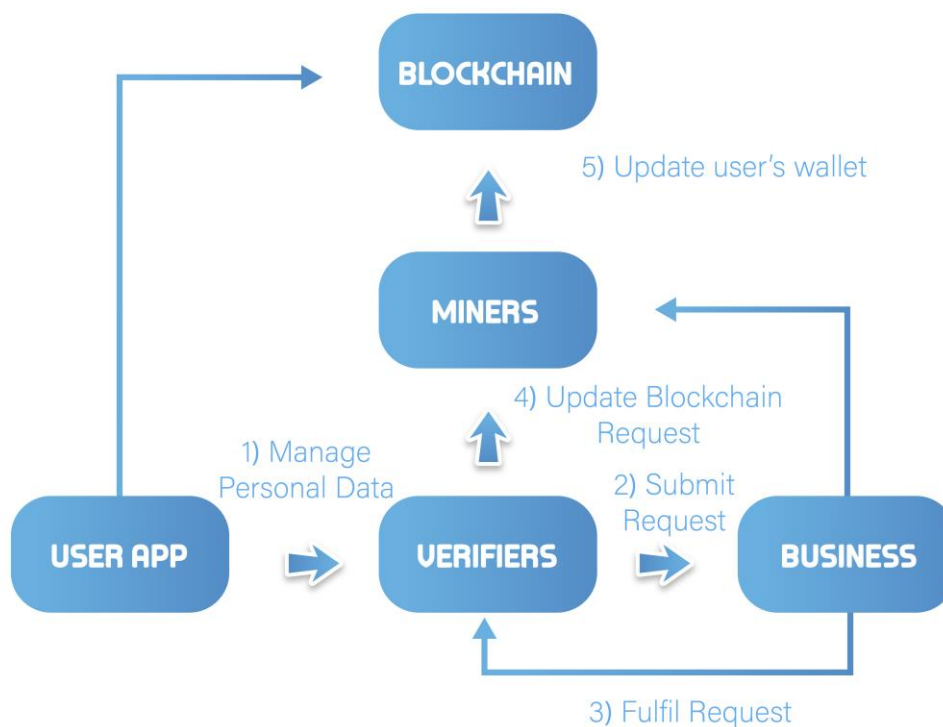 BLOCKCHAIN
5) Update user's wallet
MINERS
4) Update Blockchain
Request
1) Manage
Personal Data
2) Submit
Request
USER APP
VERIFIERS
BUSINESS
3) Fulfil Request